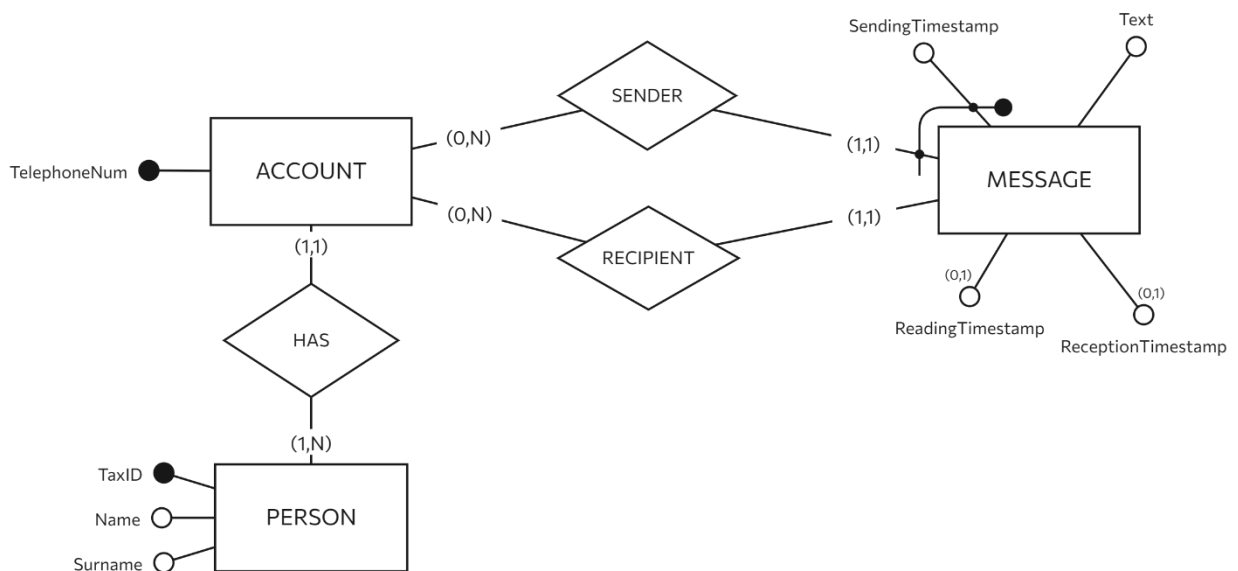 SendingTimestamp
Text
SENDER
(0,N)
(1,1)
TelephoneNum
ACCOUNT
MESSAGE
(0,N)
(1,1)
(1,1)
RECIPIENT
(0,1)
(0,1)
ReadingTimestamp
ReceptionTimestamp
HAS
(1,N)
TaxID
Name
PERSON
Surname